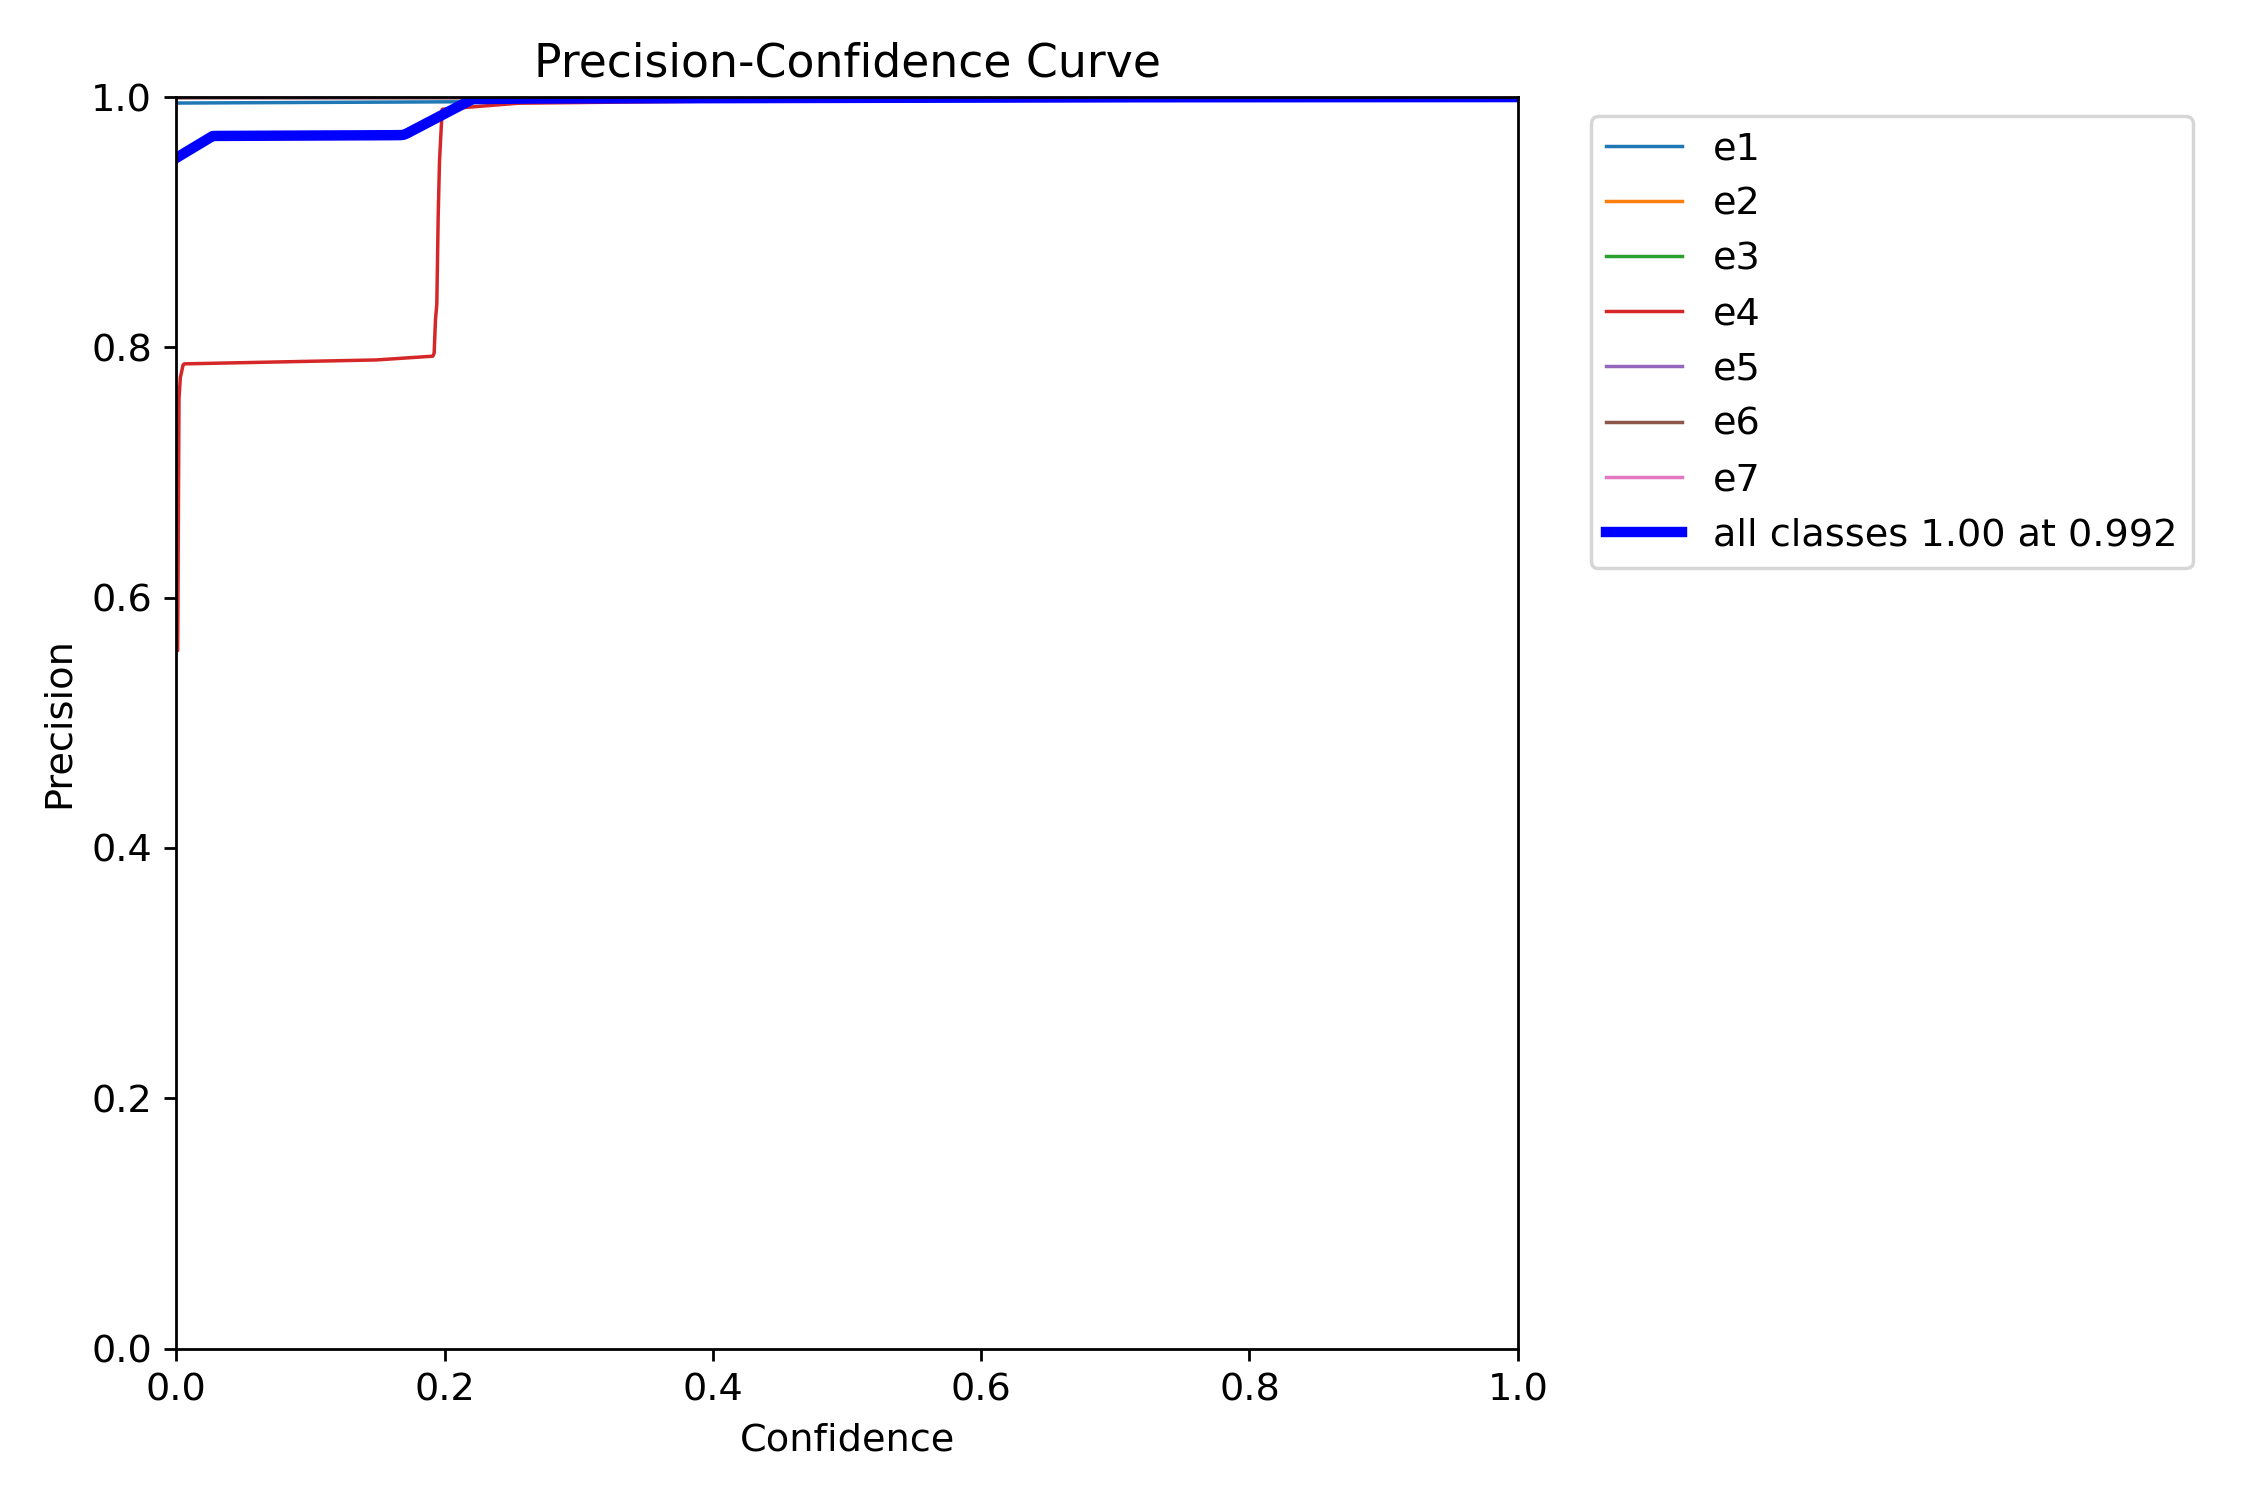 Precision-Confidence Curve
1.0
0.8
0.6
0.4
0.2
0.0
Precision
0.0 0.2 0.4 0.6 0.8 1.0
Confidence
e1
e2
e3
e4
e5
e6
e7
all classes 1.00 at 0.992